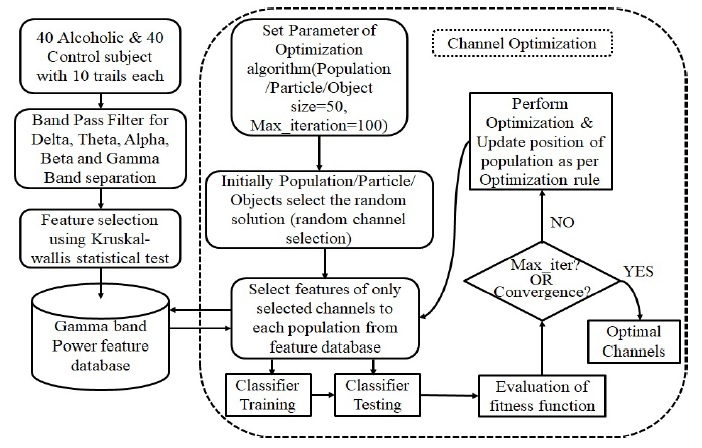 40 Alcoholic & 40
Control subject
with 10 trails each
Band Pass Filter for
Delta, Theta, Alpha,
Beta and Gamma
Band separation
Feature selection
using Kruskal-
wallis statistical test
Gamma band
Power feature
database
Set Parameter of
Optimization
algorithm(Population
/Particle/Object
size=50,
Max_iteration=100)
Initially Population/Particle/
Objects select the random
solution (random channel
selection)
Select features of only
selected channels to
each population from
feature database
Classifier
Training
Classifier
Testing
Evaluation of
fitness function
Max_iter?
OR
Convergence?
NO
YES
Perform
Optimization &
Update position of
population as per
Optimization rule
Optimal
Channels
Channel Optimization